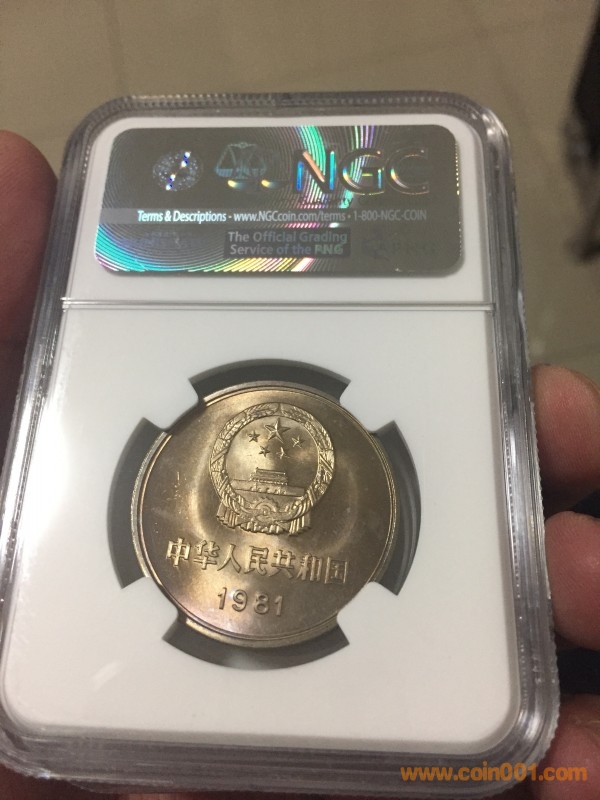 NGC
Terms & Descriptions • www.NGCcoin.com/terms • 1-800-NGC-COIN
The Official Grading
Service of the PNG
中华人民共和国
1981
www.coin001.com